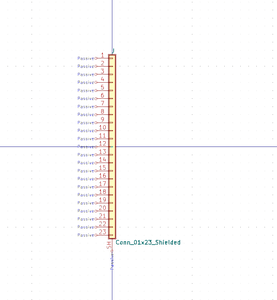 J
Passive 1
Passive 2
Passive 3
Passive 4
Passive 5
Passive 6
Passive 7
Passive 8
Passive 9
Passive 10
Passive 11
Passive 12
Passive 13
Passive 14
Passive 15
Passive 16
Passive 17
Passive 18
Passive 19
Passive 20
Passive 21
Passive 22
Passive 23
Conn_01x23_Shielded
SH
Passive